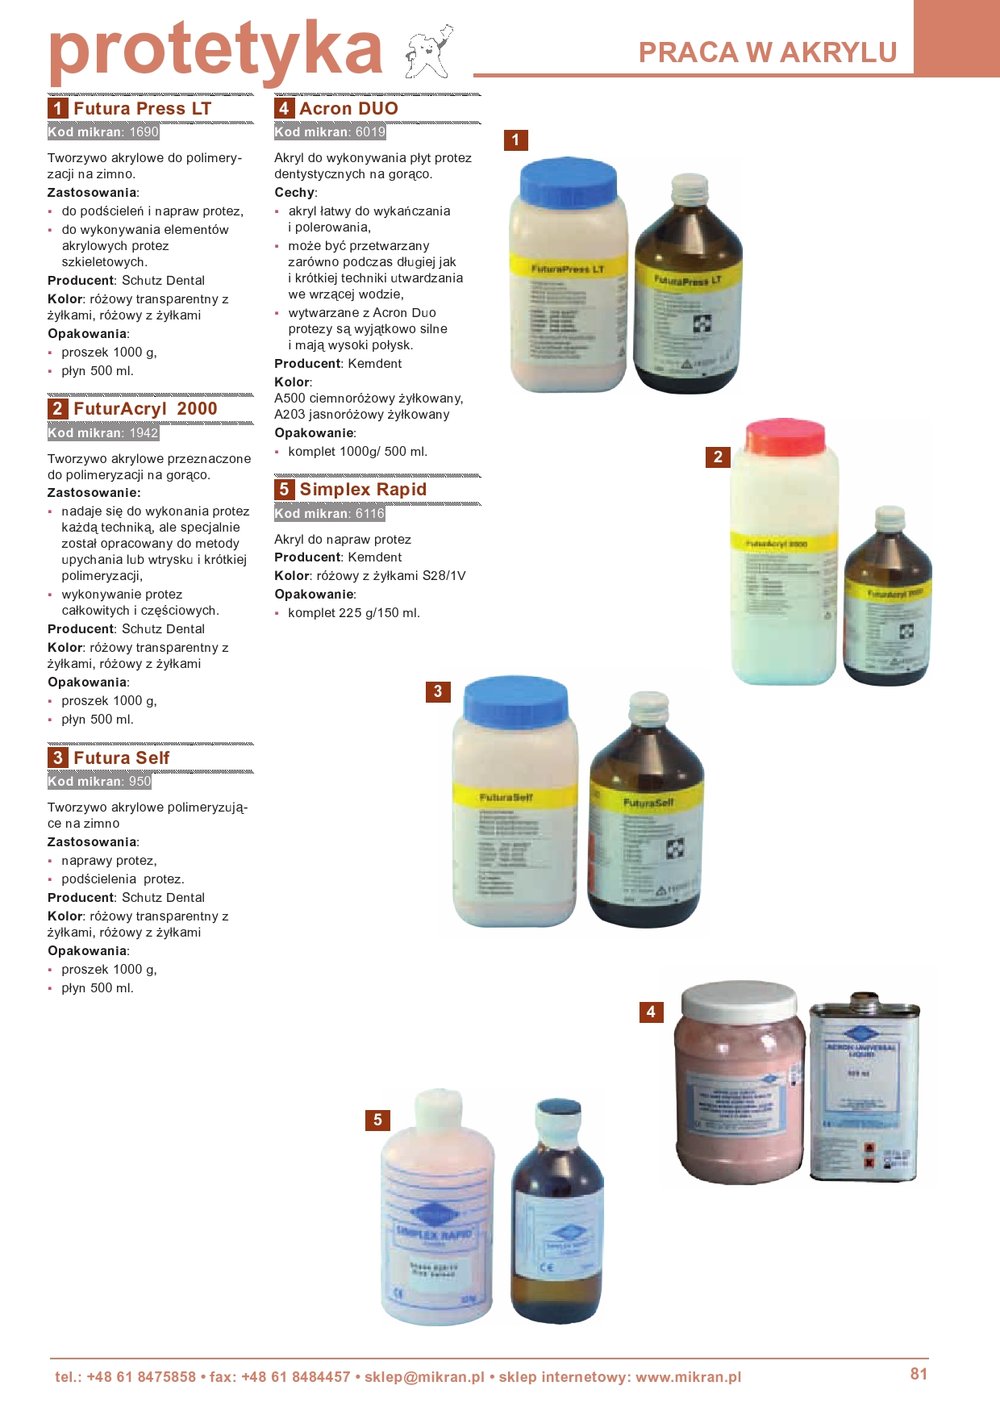 protetyka
PRACA W AKRYLU
1 Futura Press LT
Kod mikran: 1690
Tworzywo akrylowe do polimery-
zacji na zimno.
Zastosowania:
▪ do podścieleń i napraw protez,
▪ do wykonywania elementów
akrylowych protez
szkieletowych.
Producent: Schutz Dental
Kolor: różowy transparentny z
żyłkami, różowy z żyłkami
Opakowania:
▪ proszek 1000 g,
▪ płyn 500 ml.
2 FuturAcryl 2000
Kod mikran: 1942
Tworzywo akrylowe przeznaczone
do polimeryzacji na gorąco.
Zastosowanie:
▪ nadaje się do wykonania protez
każdą techniką, ale specjalnie
został opracowany do metody
upychania lub wtrysku i krótkiej
polimeryzacji,
▪ wykonywanie protez
całkowitych i częściowych.
Producent: Schutz Dental
Kolor: różowy transparentny z
żyłkami, różowy z żyłkami
Opakowania:
▪ proszek 1000 g,
▪ płyn 500 ml.
3 Futura Self
Kod mikran: 950
Tworzywo akrylowe polimeryzują-
ce na zimno
Zastosowania:
▪ naprawy protez,
▪ podścielenia protez.
Producent: Schutz Dental
Kolor: różowy transparentny z
żyłkami, różowy z żyłkami
Opakowania:
▪ proszek 1000 g,
▪ płyn 500 ml.
4 Acron DUO
Kod mikran: 6019
Akryl do wykonywania płyt protez
dentystycznych na gorąco.
Cechy:
▪ akryl łatwy do wykańczania
i polerowania,
▪ może być przetwarzany
zarówno podczas długiej jak
i krótkiej techniki utwardzania
we wrzącej wodzie,
▪ wytwarzane z Acron Duo
protezy są wyjątkowo silne
i mają wysoki połysk.
Producent: Kemdent
Kolor:
A500 ciemnoróżowy żyłkowany,
A203 jasnoróżowy żyłkowany
Opakowanie:
▪ komplet 1000g/ 500 ml.
5 Simplex Rapid
Kod mikran: 6116
Akryl do napraw protez
Producent: Kemdent
Kolor: różowy z żyłkami S28/1V
Opakowanie:
▪ komplet 225 g/150 ml.
1
FuturaPress LT
FuturaPress LT
2
FuturAcryl 2000
FuturAcryl 2000
3
FuturaSelf
FuturaSelf
4
ACRON UNIVERSAL
LIQUID
500 ml
5
SIMPLEX RAPID
SIMPLEX RAPID
LIQUID
tel.: +48 61 8475858 • fax: +48 61 8484457 • sklep@mikran.pl • sklep internetowy: www.mikran.pl
81